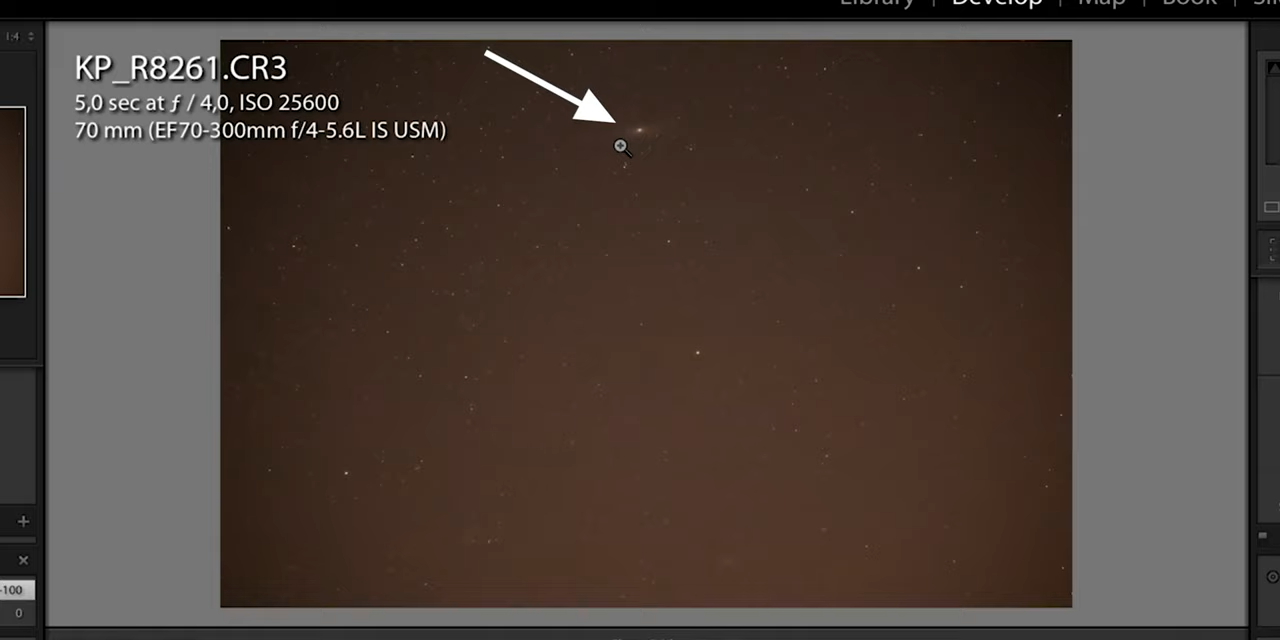 Library | Develop | Map | Book |
1:4
KP_R8261.CR3
5,0 sec at ƒ / 4,0, ISO 25600
70 mm (EF70-300mm f/4-5.6L IS USM)
-100
0